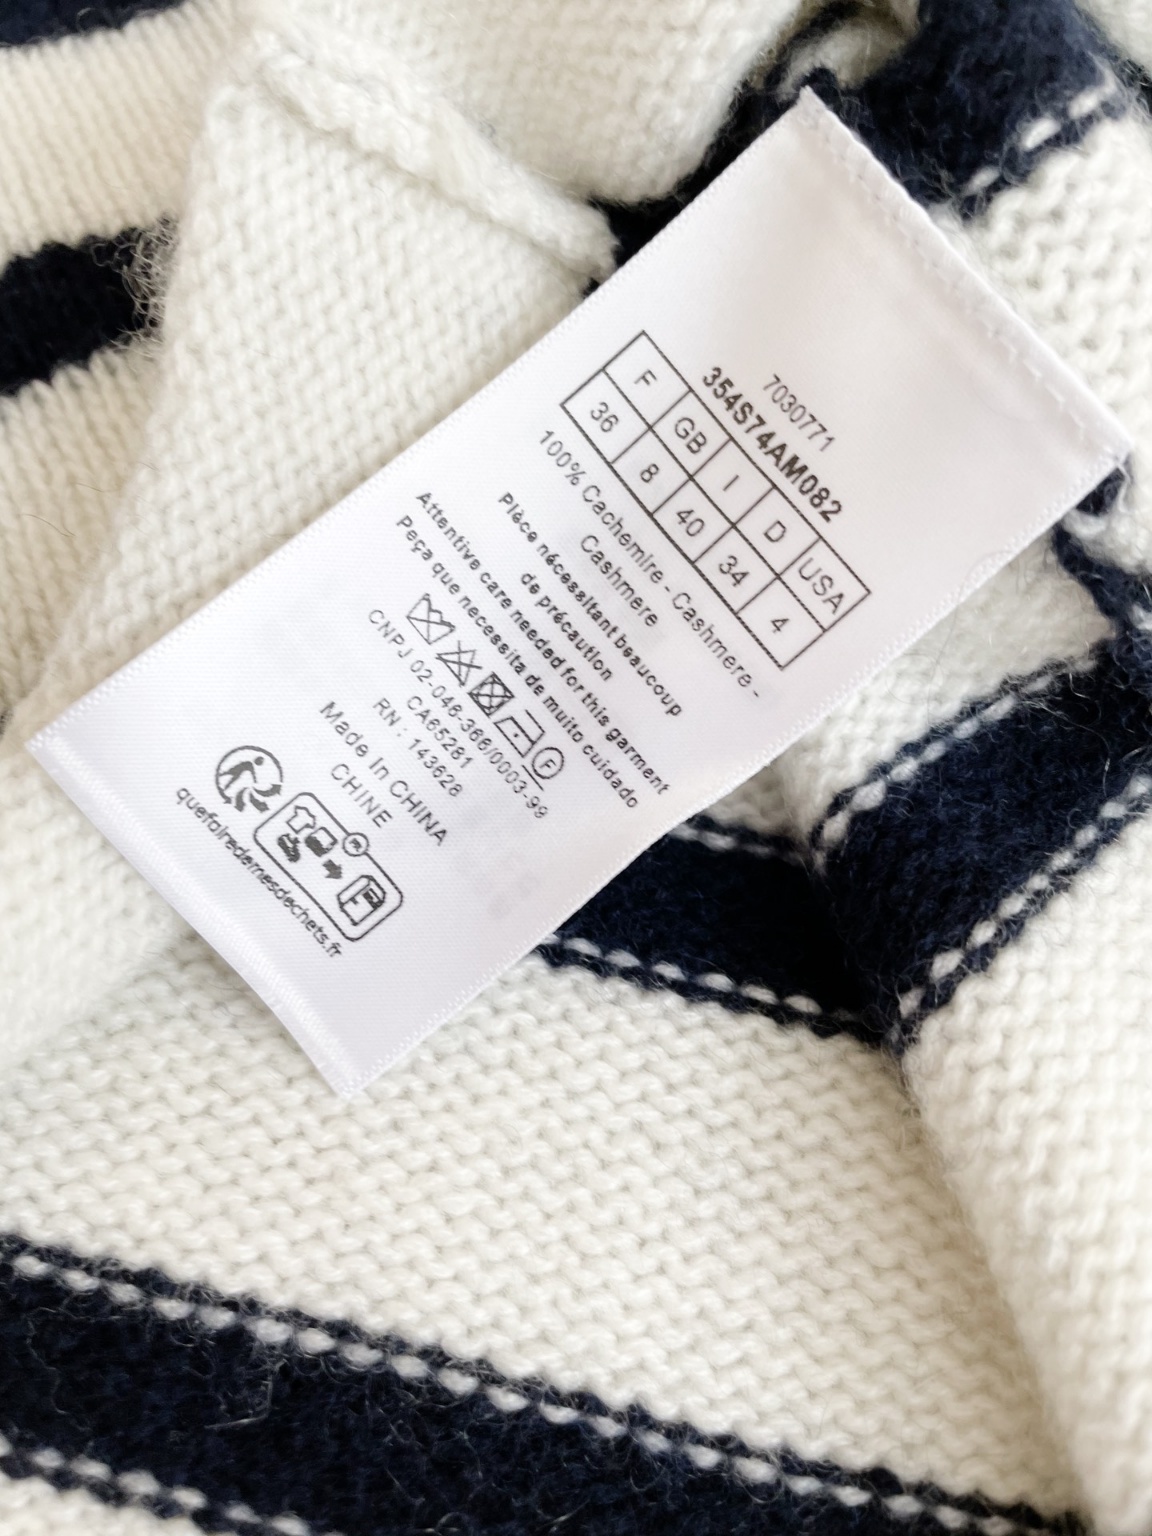 7030771
354S74AM082
F GB I D USA
36 8 40 34 4
100% Cachemire - Cashmere -
Cashmere
Pièce nécessitant beaucoup
de précaution
Attentive care needed for this garment
Peça que necessita de muito cuidado
F
CNPJ 02-046-366/0003-99
CA65281
RN : 143628
Made In CHINA
CHINE
quefairedemesdechets.fr